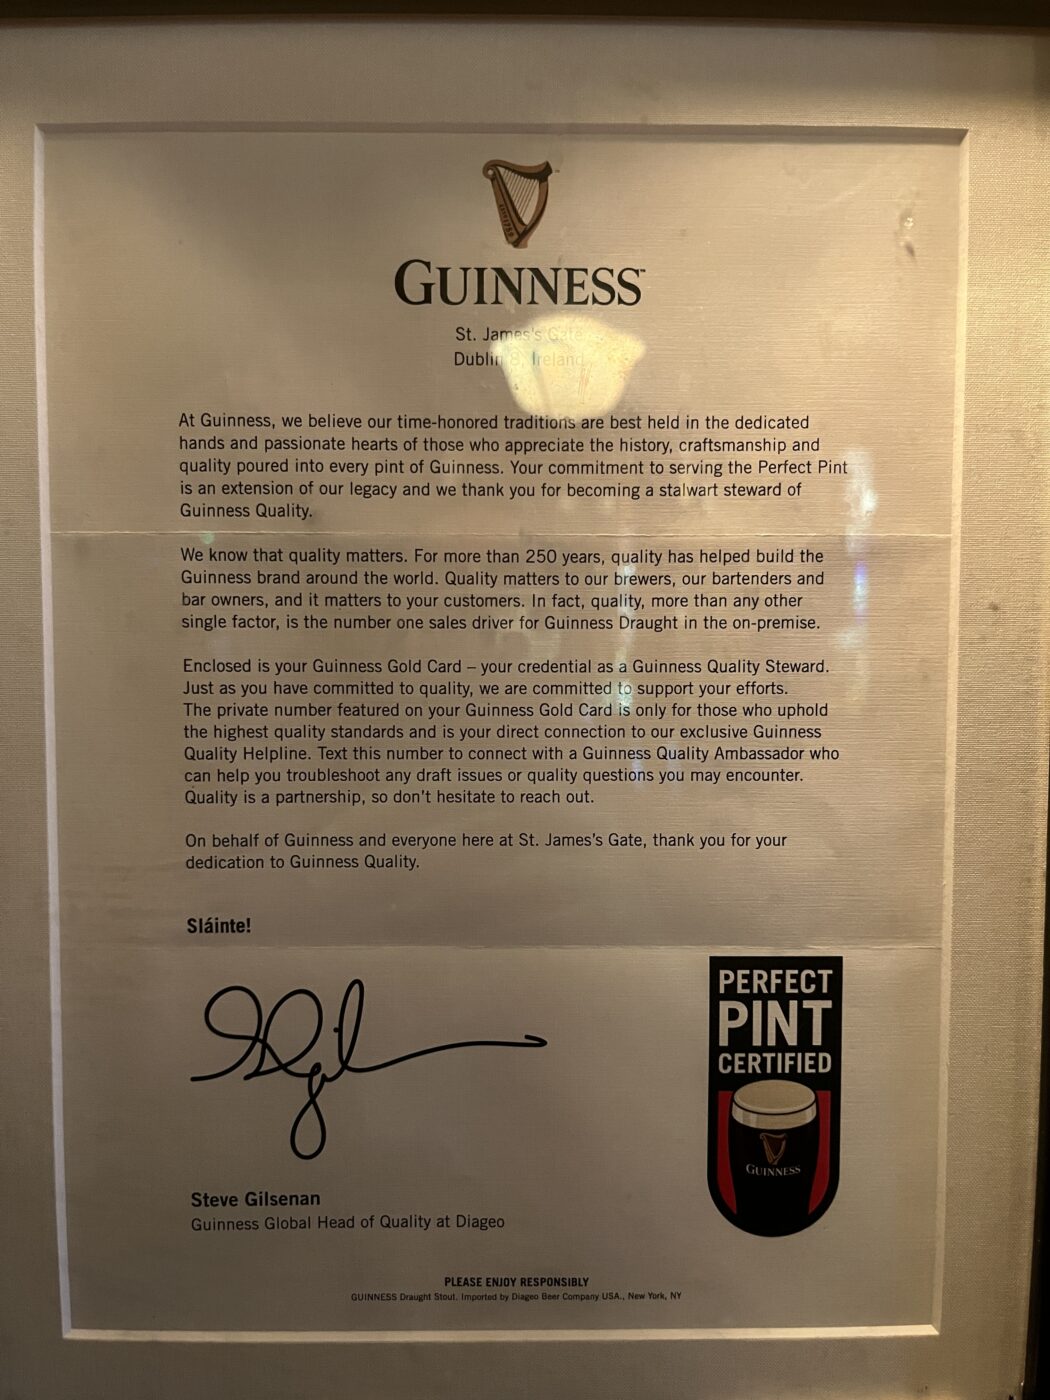 GUINNESS
St. James's Gate
Dublin 8, Ireland
At Guinness, we believe our time-honored traditions are best held in the dedicated
hands and passionate hearts of those who appreciate the history, craftsmanship and
quality poured into every pint of Guinness. Your commitment to serving the Perfect Pint
is an extension of our legacy and we thank you for becoming a stalwart steward of
Guinness Quality.
We know that quality matters. For more than 250 years, quality has helped build the
Guinness brand around the world. Quality matters to our brewers, our bartenders and
bar owners, and it matters to your customers. In fact, quality, more than any other
single factor, is the number one sales driver for Guinness Draught in the on-premise.
Enclosed is your Guinness Gold Card – your credential as a Guinness Quality Steward.
Just as you have committed to quality, we are committed to support your efforts.
The private number featured on your Guinness Gold Card is only for those who uphold
the highest quality standards and is your direct connection to our exclusive Guinness
Quality Helpline. Text this number to connect with a Guinness Quality Ambassador who
can help you troubleshoot any draft issues or quality questions you may encounter.
Quality is a partnership, so don't hesitate to reach out.
On behalf of Guinness and everyone here at St. James's Gate, thank you for your
dedication to Guinness Quality.
Sláinte!
PERFECT
PINT
CERTIFIED
GUINNESS
Steve Gilsenan
Guinness Global Head of Quality at Diageo
PLEASE ENJOY RESPONSIBLY
GUINNESS Draught Stout. Imported by Diageo Beer Company USA., New York, NY